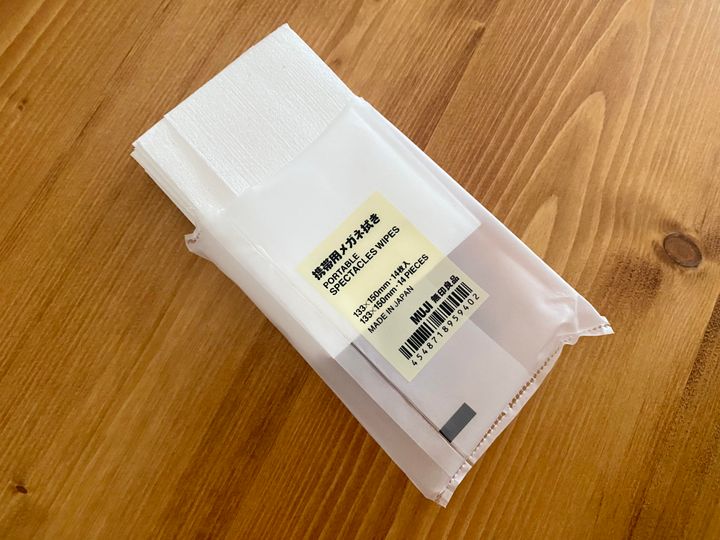 携帯用メガネ拭き
PORTABLE
SPECTACLES WIPES
133×150mm・14枚入
133×150mm・14 PIECES
MADE IN JAPAN
MUJI 無印良品
4548718959402